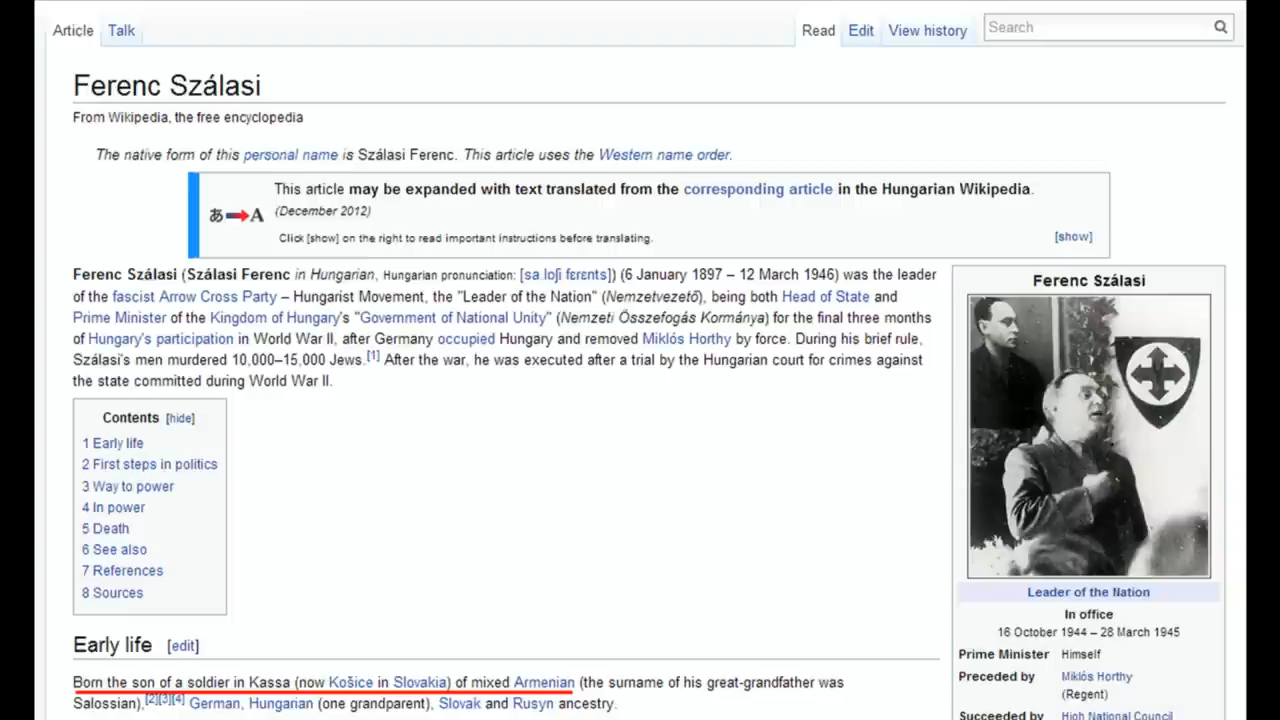 Article Talk Read Edit View history Search
Ferenc Szálasi
From Wikipedia, the free encyclopedia
The native form of this personal name is Szálasi Ferenc. This article uses the Western name order.
This article may be expanded with text translated from the corresponding article in the Hungarian Wikipedia.
(December 2012)
Click [show] on the right to read important instructions before translating. [show]
あ A
Ferenc Szálasi (Szálasi Ferenc in Hungarian, Hungarian pronunciation: [saːloʃi fɛrɛnts]) (6 January 1897 – 12 March 1946) was the leader
of the fascist Arrow Cross Party – Hungarist Movement, the "Leader of the Nation" (Nemzetvezető), being both Head of State and
Prime Minister of the Kingdom of Hungary's "Government of National Unity" (Nemzeti Összefogás Kormánya) for the final three months
of Hungary's participation in World War II, after Germany occupied Hungary and removed Miklós Horthy by force. During his brief rule,
Szálasi's men murdered 10,000–15,000 Jews.[1] After the war, he was executed after a trial by the Hungarian court for crimes against
the state committed during World War II.
Contents [hide]
1 Early life
2 First steps in politics
3 Way to power
4 In power
5 Death
6 See also
7 References
8 Sources
Early life [edit]
Born the son of a soldier in Kassa (now Košice in Slovakia) of mixed Armenian (the surname of his great-grandfather was
Salossian),[2][3][4] German, Hungarian (one grandparent), Slovak and Rusyn ancestry.
Ferenc Szálasi
Leader of the Nation
In office
16 October 1944 – 28 March 1945
Prime Minister Himself
Preceded by Miklós Horthy
(Regent)
Succeeded by High National Council